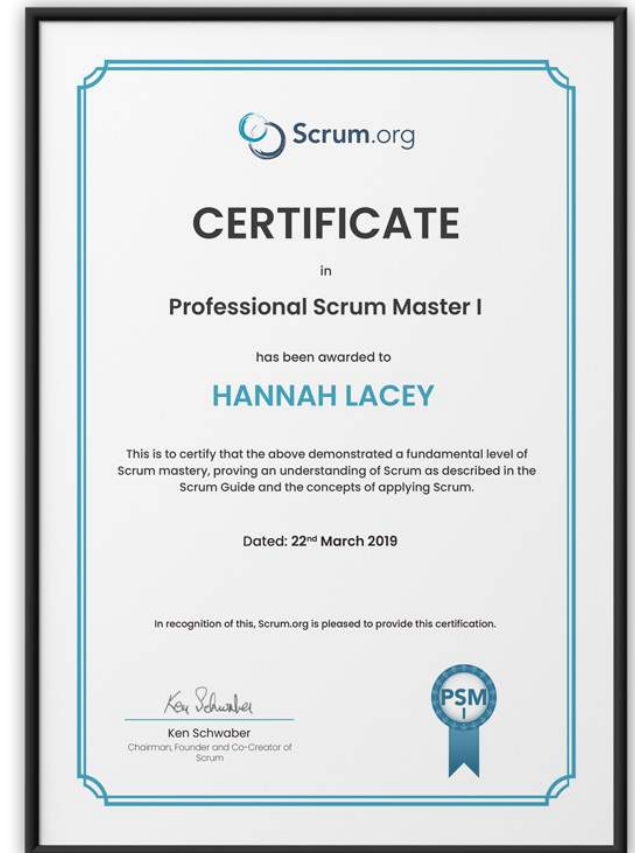 Scrum.org
CERTIFICATE
in
Professional Scrum Master I
has been awarded to
HANNAH LACEY
This is to certify that the above demonstrated a fundamental level of
Scrum mastery, proving an understanding of Scrum as described in the
Scrum Guide and the concepts of applying Scrum.
Dated: 22nd March 2019
In recognition of this, Scrum.org is pleased to provide this certification.
Ken Schwaber
Ken Schwaber
Chairman, Founder and Co-Creator of
Scrum
PSM
I